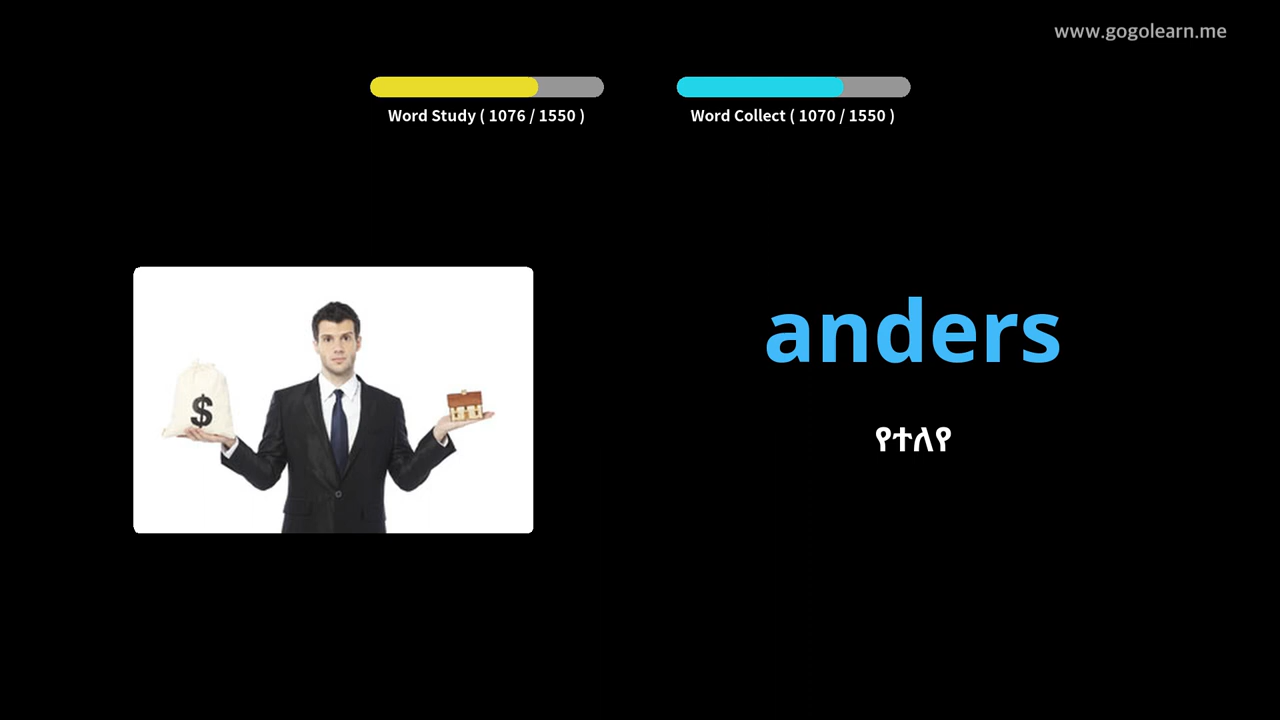 www.gogolearn.me
Word Study ( 1076 / 1550 )
Word Collect ( 1070 / 1550 )
$
anders
የተለየ